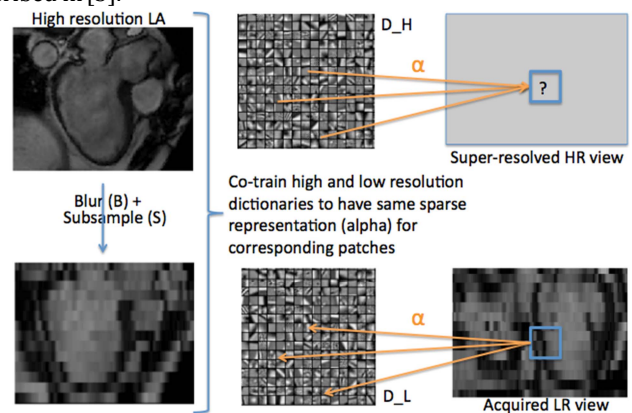 High resolution LA
D_H
α
?
Super-resolved HR view
Blur (B) +
Subsample (S)
Co-train high and low resolution
dictionaries to have same sparse
representation (alpha) for
corresponding patches
α
D_L
Acquired LR view